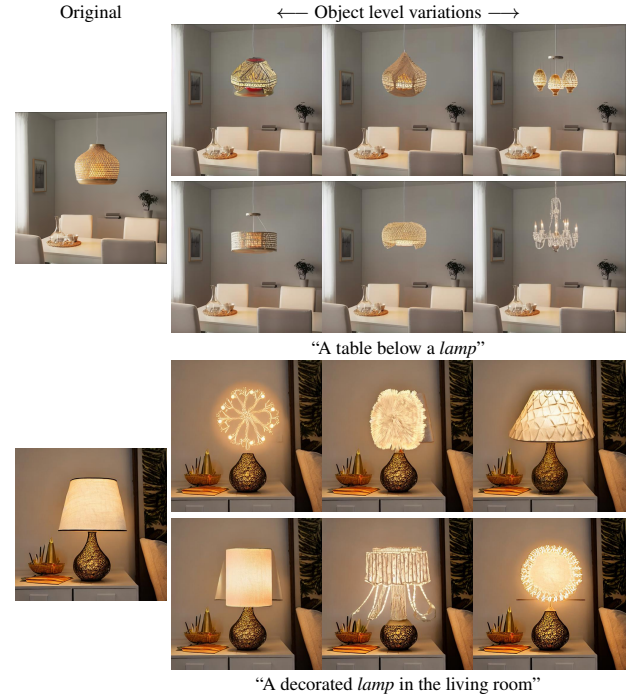 Original
⟵ Object level variations ⟶
“A table below a lamp”
“A decorated lamp in the living room”